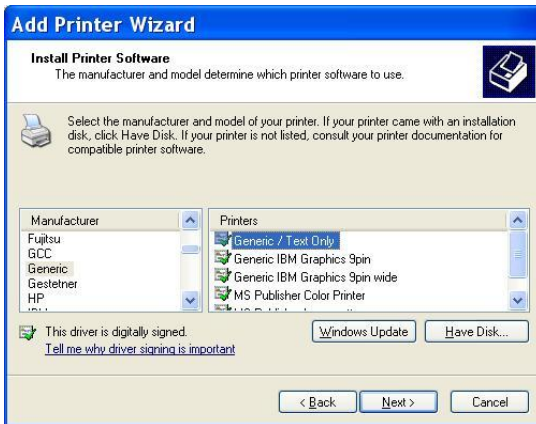 Add Printer Wizard
Install Printer Software
The manufacturer and model determine which printer software to use.
Select the manufacturer and model of your printer. If your printer came with an installation
disk, click Have Disk. If your printer is not listed, consult your printer documentation for
compatible printer software.
Manufacturer
Fujitsu
GCC
Generic
Gestetner
HP
Printers
Generic / Text Only
Generic IBM Graphics 9pin
Generic IBM Graphics 9pin wide
MS Publisher Color Printer
This driver is digitally signed.
Tell me why driver signing is important
Windows Update
Have Disk...
< Back
Next >
Cancel